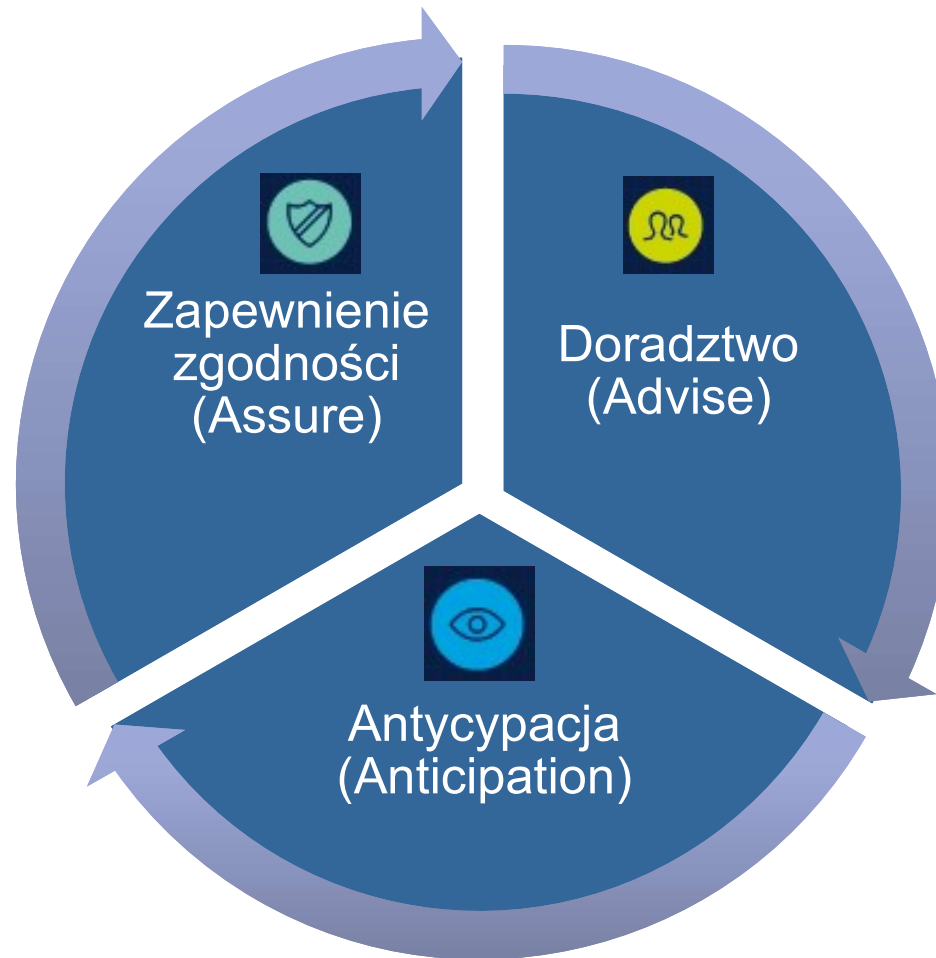 Zapewnienie
zgodności
(Assure)
Doradztwo
(Advise)
Antycypacja
(Anticipation)